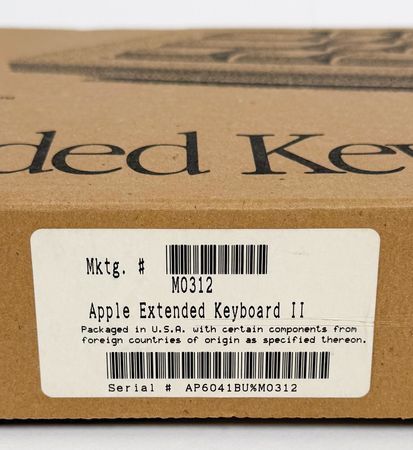 ded Key
Mktg. # M0312
Apple Extended Keyboard II
Packaged in U.S.A. with certain components from
foreign countries of origin as specified thereon.
Serial # AP6041BU%M0312